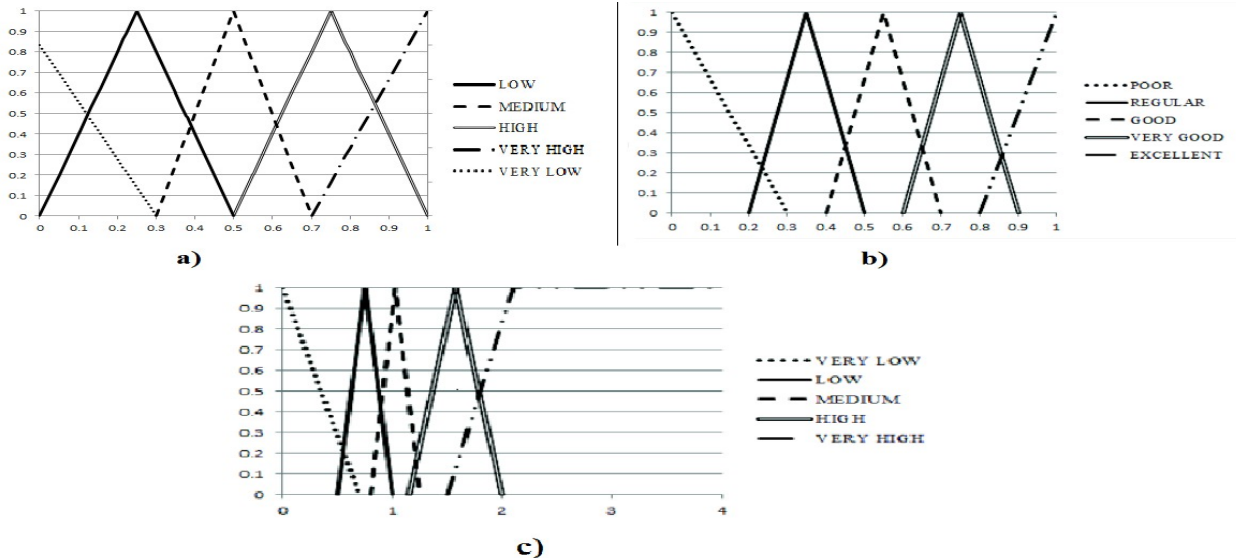 1
0.9
0.8
0.7
0.6
0.5
0.4
0.3
0.2
0.1
0
0 0.1 0.2 0.3 0.4 0.5 0.6 0.7 0.8 0.9 1
LOW
MEDIUM
HIGH
VERY HIGH
VERY LOW
a)
1
0.9
0.8
0.7
0.6
0.5
0.4
0.3
0.2
0.1
0
0 0.1 0.2 0.3 0.4 0.5 0.6 0.7 0.8 0.9 1
POOR
REGULAR
GOOD
VERY GOOD
EXCELLENT
b)
1
0.9
0.8
0.7
0.6
0.5
0.4
0.3
0.2
0.1
0
0 1 2 3 4
VERY LOW
LOW
MEDIUM
HIGH
VERY HIGH
c)